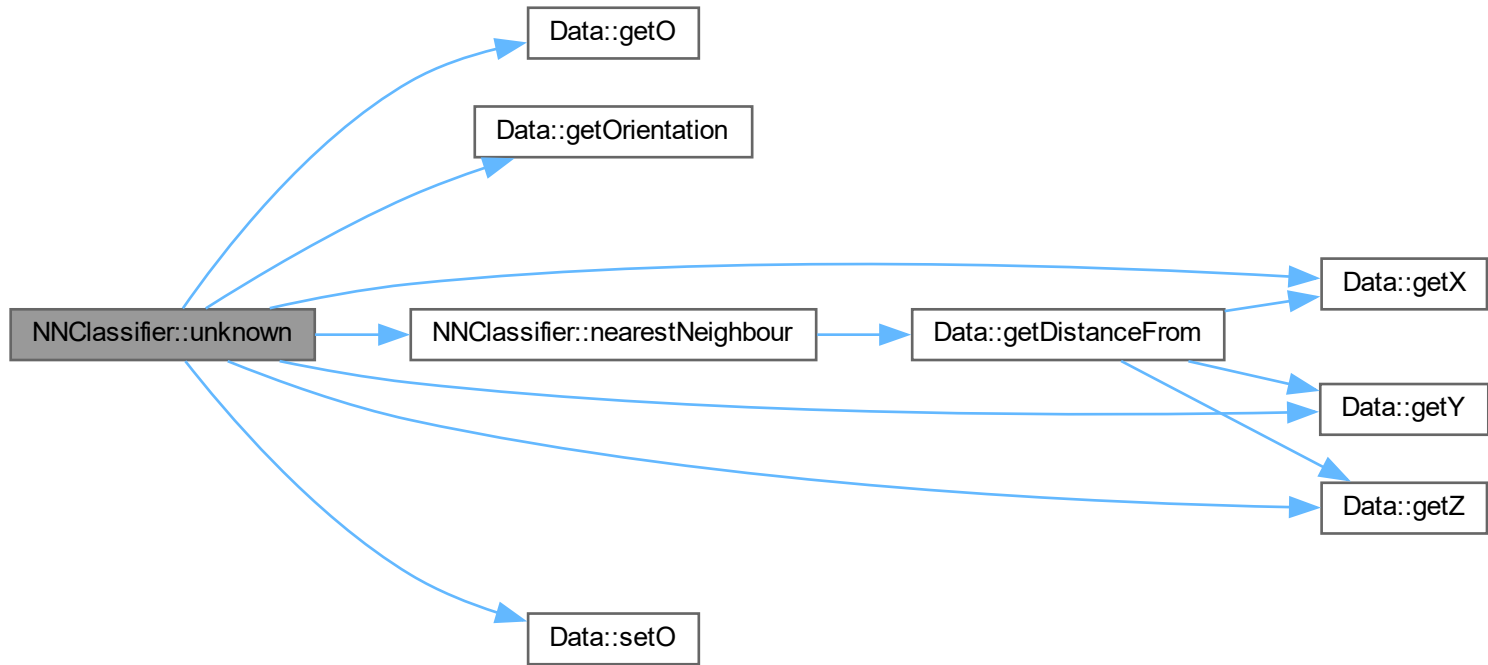 Data::getO
Data::getOrientation
Data::getX
NNClassifier::unknown
NNClassifier::nearestNeighbour
Data::getDistanceFrom
Data::getY
Data::getZ
Data::setO